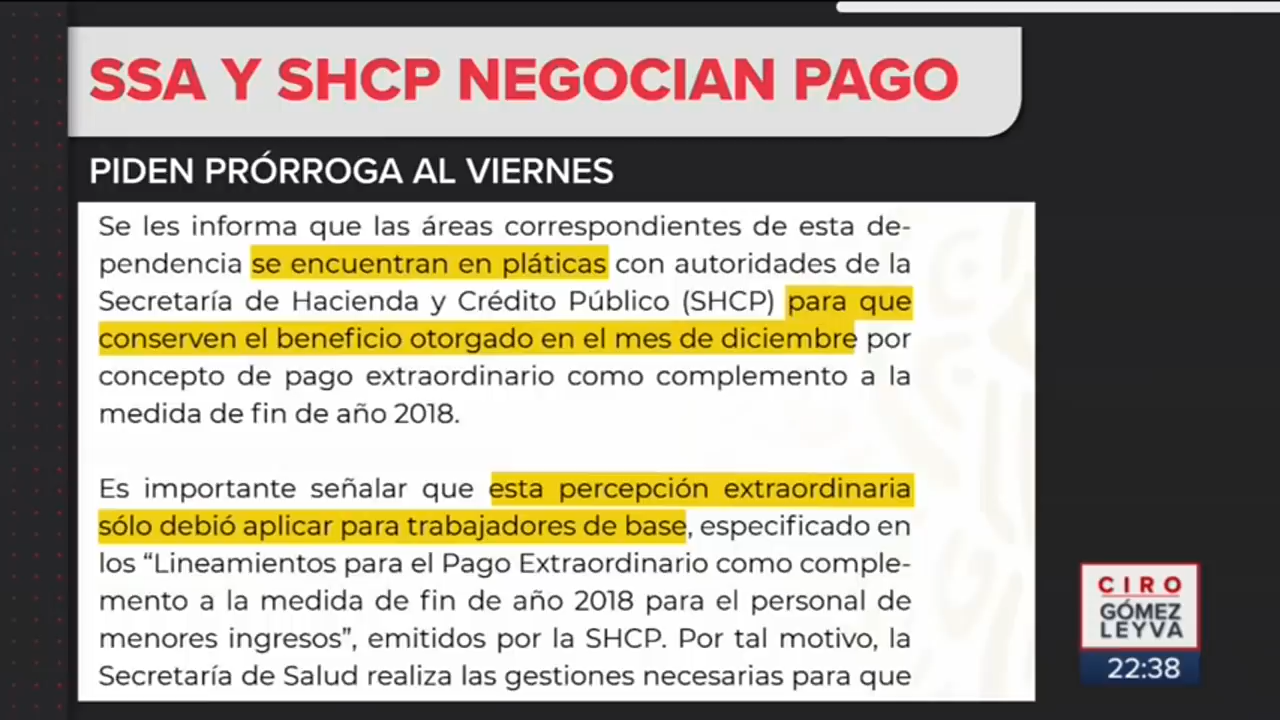 SSA Y SHCP NEGOCIAN PAGO
PIDEN PRÓRROGA AL VIERNES
Se les informa que las áreas correspondientes de esta de-
pendencia se encuentran en pláticas con autoridades de la
Secretaría de Hacienda y Crédito Público (SHCP) para que
conserven el beneficio otorgado en el mes de diciembre por
concepto de pago extraordinario como complemento a la
medida de fin de año 2018.
Es importante señalar que esta percepción extraordinaria
sólo debió aplicar para trabajadores de base, especificado en
los “Lineamientos para el Pago Extraordinario como comple-
mento a la medida de fin de año 2018 para el personal de
menores ingresos”, emitidos por la SHCP. Por tal motivo, la
Secretaría de Salud realiza las gestiones necesarias para que
CIRO
GÓMEZ
LEYVA
22:38